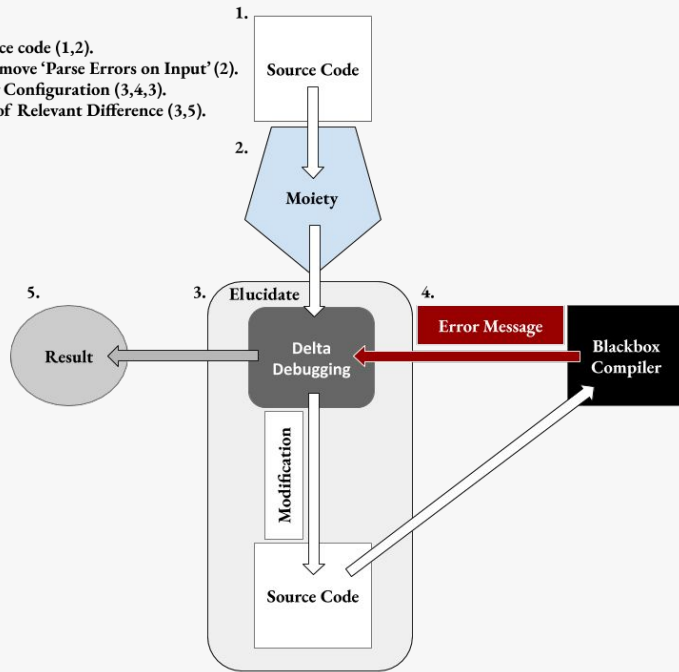 1.
rce code (1,2).
move ‘Parse Errors on Input’ (2).
Configuration (3,4,3).
of Relevant Difference (3,5).
Source Code
2.
Moiety
5.
3.
Elucidate
4.
Error Message
Result
Delta
Debugging
Blackbox
Compiler
Modification
Source Code